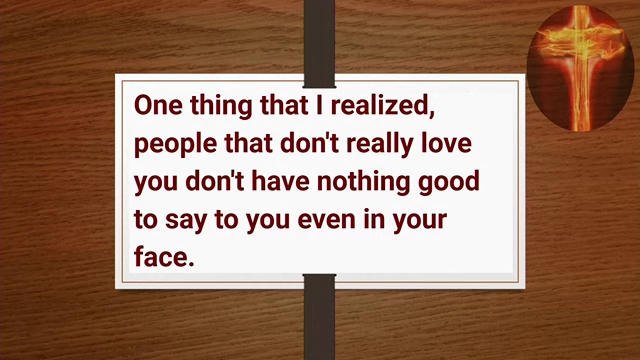 One thing that I realized,
people that don't really love
you don't have nothing good
to say to you even in your
face.